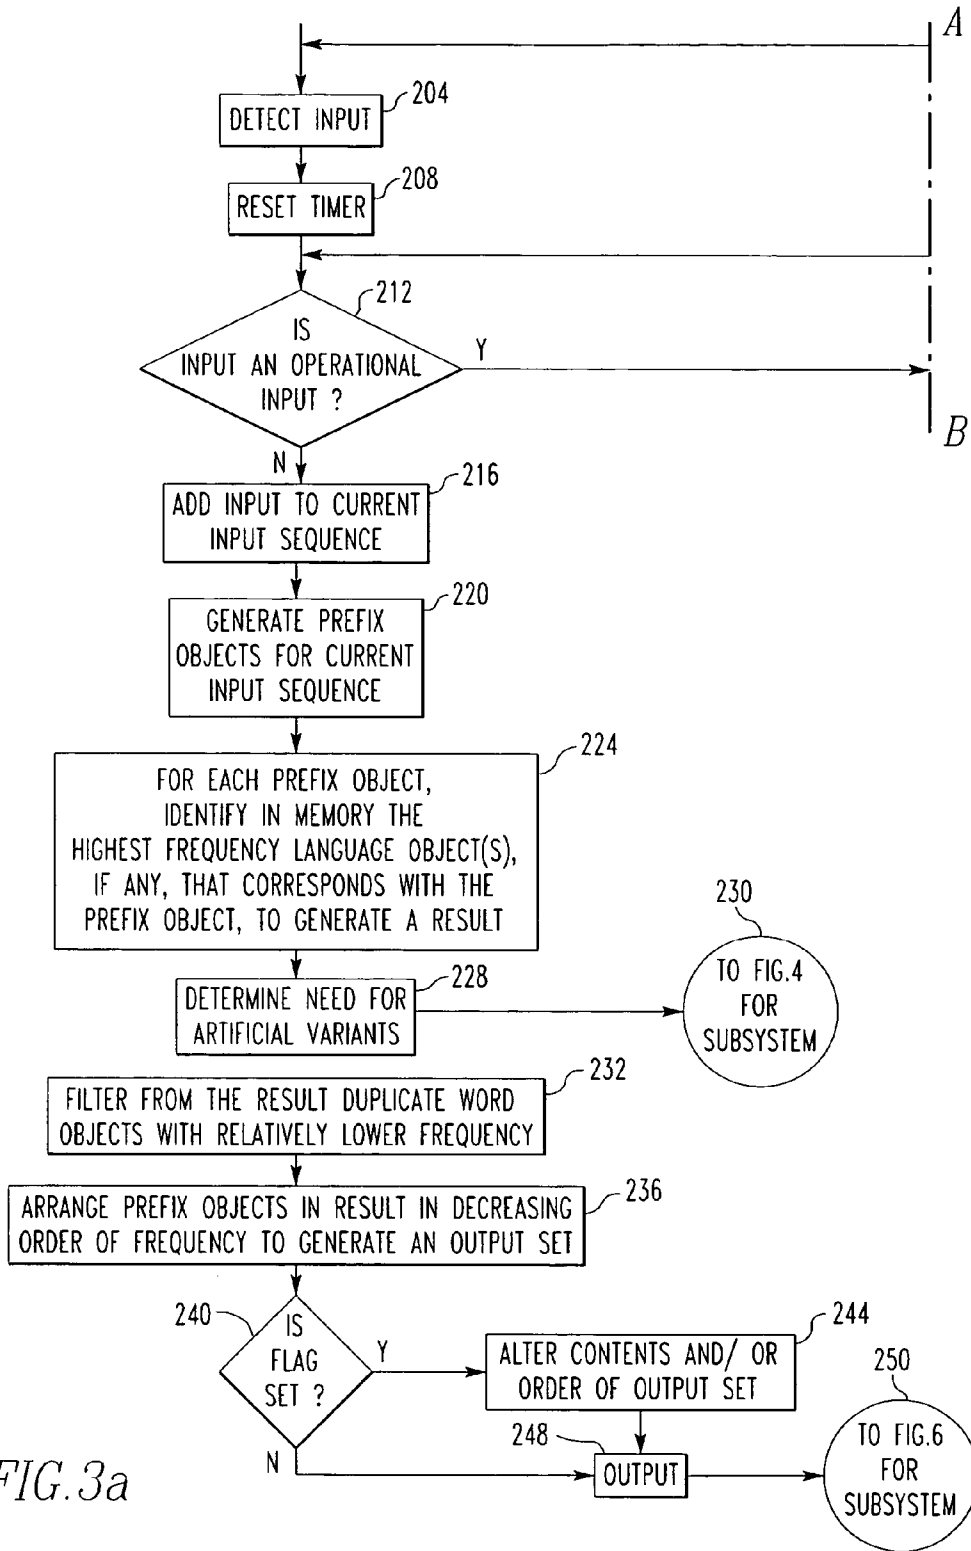 A
204
DETECT INPUT
208
RESET TIMER
212
IS
INPUT AN OPERATIONAL
INPUT ?
Y
B
N
216
ADD INPUT TO CURRENT
INPUT SEQUENCE
220
GENERATE PREFIX
OBJECTS FOR CURRENT
INPUT SEQUENCE
224
FOR EACH PREFIX OBJECT,
IDENTIFY IN MEMORY THE
HIGHEST FREQUENCY LANGUAGE OBJECT(S),
IF ANY, THAT CORRESPONDS WITH THE
PREFIX OBJECT, TO GENERATE A RESULT
228
DETERMINE NEED FOR
ARTIFICIAL VARIANTS
230
TO FIG.4
FOR
SUBSYSTEM
232
FILTER FROM THE RESULT DUPLICATE WORD
OBJECTS WITH RELATIVELY LOWER FREQUENCY
236
ARRANGE PREFIX OBJECTS IN RESULT IN DECREASING
ORDER OF FREQUENCY TO GENERATE AN OUTPUT SET
240
IS
FLAG
SET ?
Y
N
244
ALTER CONTENTS AND/ OR
ORDER OF OUTPUT SET
248
OUTPUT
250
TO FIG.6
FOR
SUBSYSTEM
FIG.3a